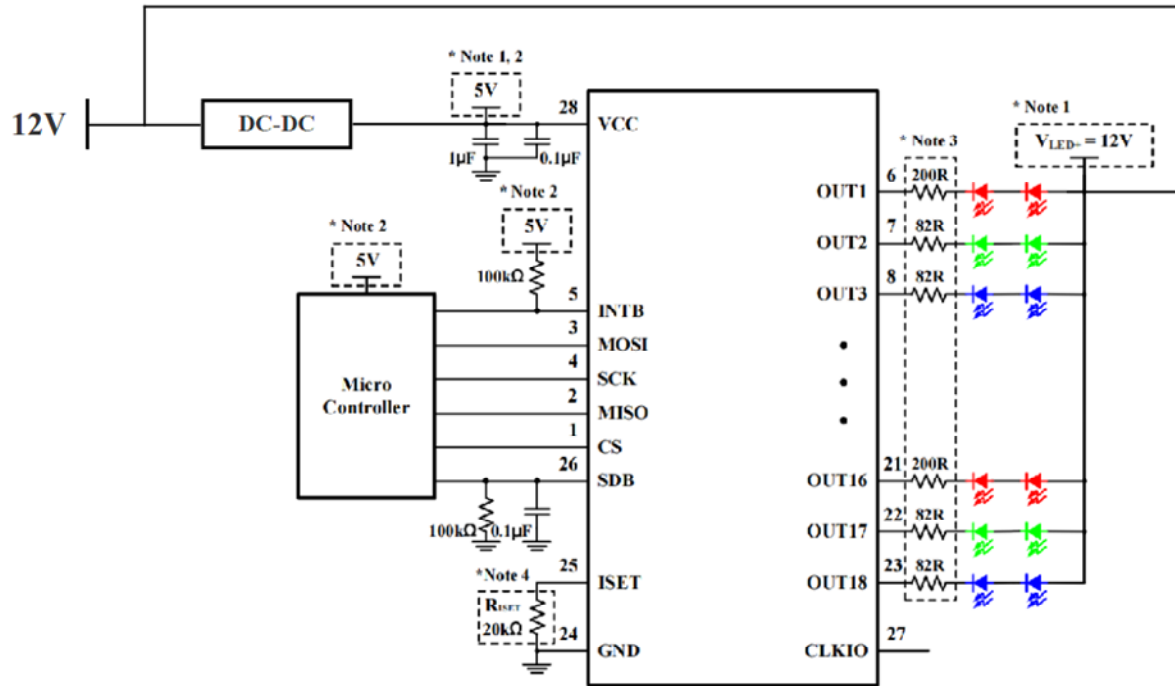 * Note 1, 2
5V
12V
DC-DC
28
VCC
1μF
0.1μF
* Note 1
VLED+ = 12V
* Note 3
6
200R
OUT1
7
82R
OUT2
8
82R
OUT3
* Note 2
5V
* Note 2
5V
100kΩ
5
INTB
3
MOSI
4
SCK
Micro
Controller
2
MISO
1
CS
26
SDB
100kΩ
0.1μF
21
200R
OUT16
22
82R
OUT17
23
82R
OUT18
*Note 4
25
ISET
RISET
20kΩ
24
GND
CLKIO
27